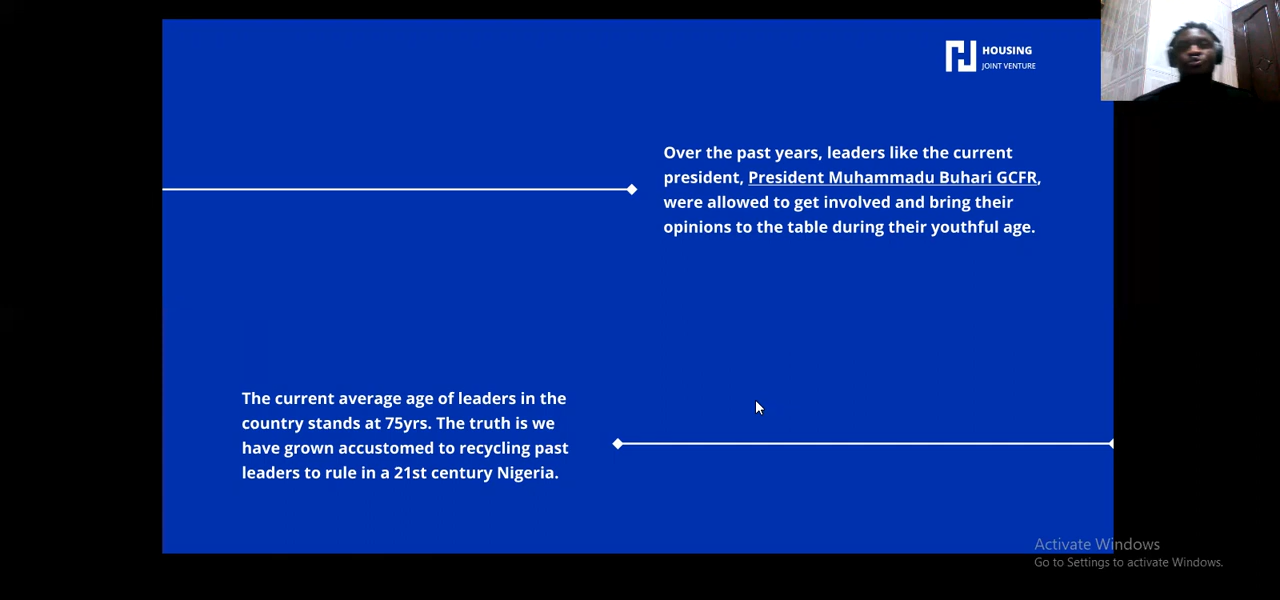 HOUSING
JOINT VENTURE
Over the past years, leaders like the current
president, President Muhammadu Buhari GCFR,
were allowed to get involved and bring their
opinions to the table during their youthful age.
The current average age of leaders in the
country stands at 75yrs. The truth is we
have grown accustomed to recycling past
leaders to rule in a 21st century Nigeria.
Activate Windows
Go to Settings to activate Windows.